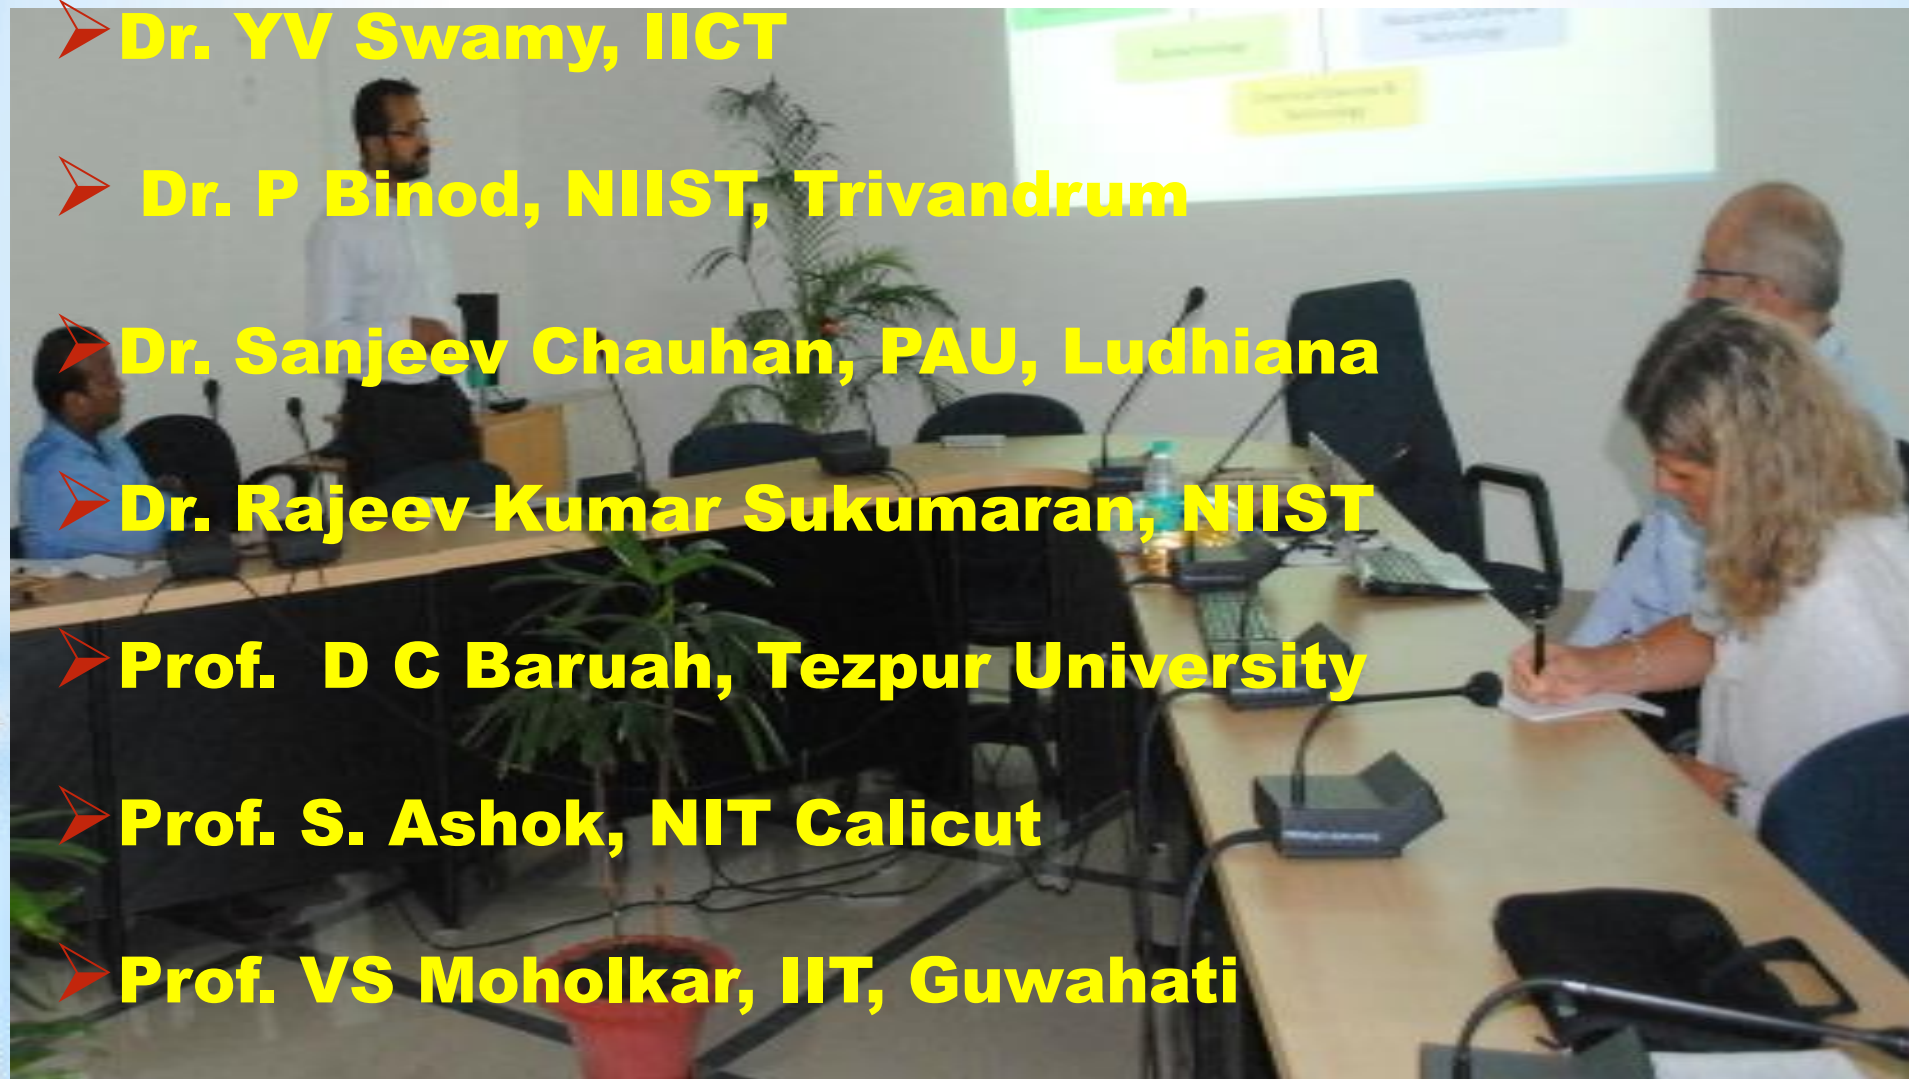 Dr. YV Swamy, IICT
Dr. P Binod, NIIST, Trivandrum
Dr. Sanjeev Chauhan, PAU, Ludhiana
Dr. Rajeev Kumar Sukumaran, NIIST
Prof. D C Baruah, Tezpur University
Prof. S. Ashok, NIT Calicut
Prof. VS Moholkar, IIT, Guwahati